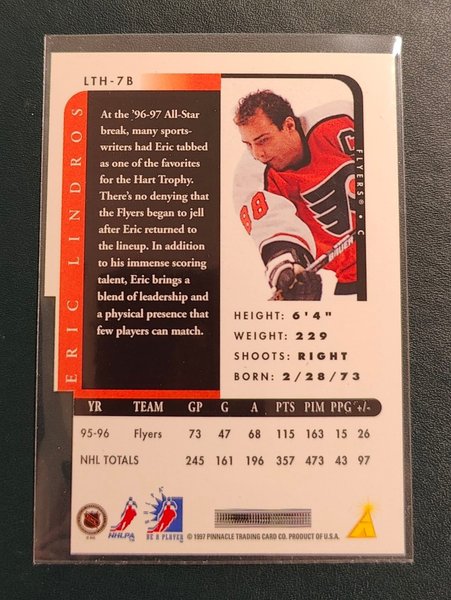 LTH-7B
ERIC LINDROS
At the '96-97 All-Star
break, many sports-
writers had Eric tabbed
as one of the favorites
for the Hart Trophy.
There's no denying that
the Flyers began to jell
after Eric returned to
the lineup. In addition
to his immense scoring
talent, Eric brings a
blend of leadership and
a physical presence that
few players can match.
88
C
BAUER
FLYERS® • C
HEIGHT: 6'4"
WEIGHT: 229
SHOOTS: RIGHT
BORN: 2/28/73
YR TEAM GP G A PTS PIM PPG +/-
95-96 Flyers 73 47 68 115 163 15 26
NHL TOTALS 245 161 196 357 473 43 97
NHLPA
BE A PLAYER
© 1997 PINNACLE TRADING CARD CO. PRODUCT OF U.S.A.